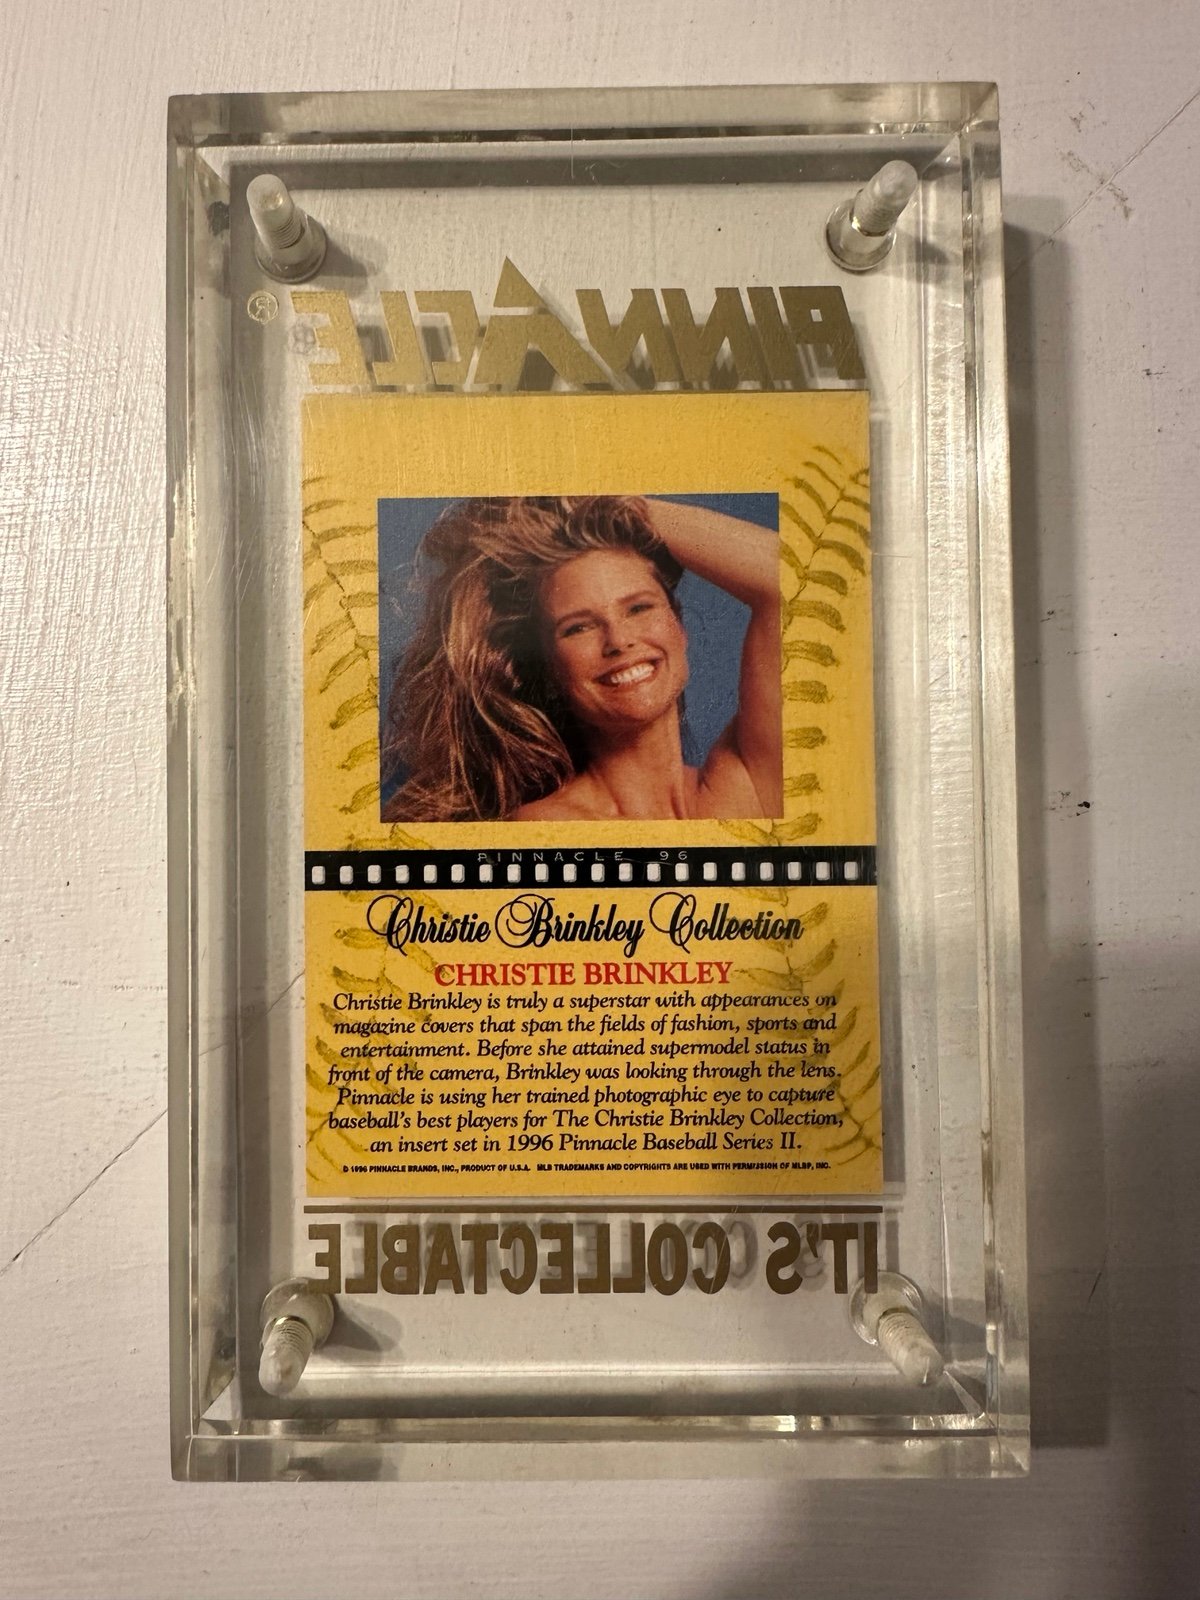 PINNACLE ®
PINNACLE 96
Christie Brinkley Collection
CHRISTIE BRINKLEY
Christie Brinkley is truly a superstar with appearances on
magazine covers that span the fields of fashion, sports and
entertainment. Before she attained supermodel status in
front of the camera, Brinkley was looking through the lens.
Pinnacle is using her trained photographic eye to capture
baseball's best players for The Christie Brinkley Collection,
an insert set in 1996 Pinnacle Baseball Series II.
© 1996 PINNACLE BRANDS, INC., PRODUCT OF U.S.A. MLB TRADEMARKS AND COPYRIGHTS ARE USED WITH PERMISSION OF MLBP, INC.
IT'S COLLECTABLE